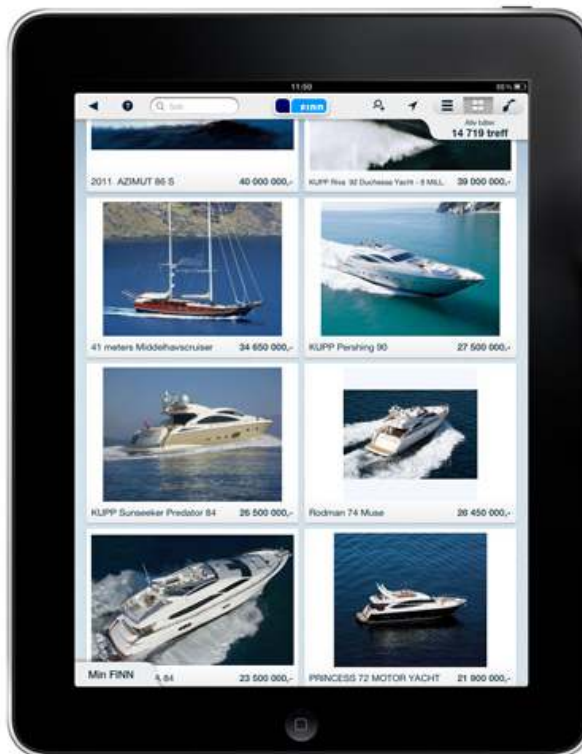 11:50
Søk
FINN
Alle båter
14 719 treff
2011 AZIMUT 86 S 40 000 000,-
KUPP Riva 92 Duchessa Yacht - 8 MILL 39 000 000,-
41 meters Middelhavscruiser 34 650 000,-
KUPP Pershing 90 27 500 000,-
KUPP Sunseeker Predator 84 26 500 000,-
Rodman 74 Muse 26 450 000,-
Min FINN
84 23 500 000,-
PRINCESS 72 MOTOR YACHT 21 900 000,-